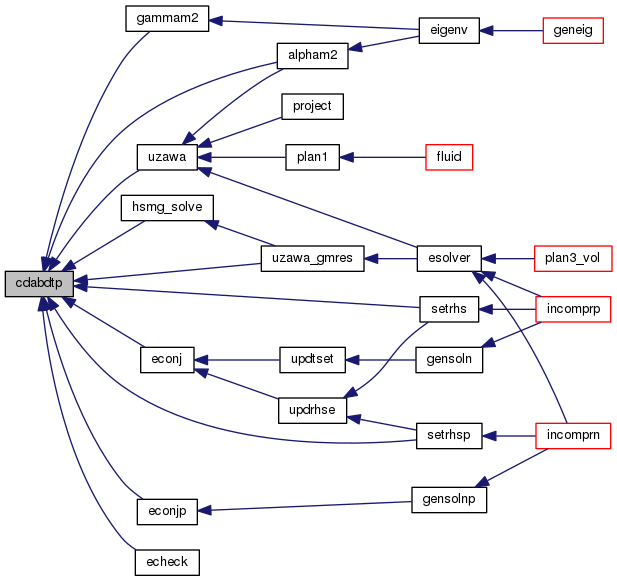 gammam2
eigenv
geneig
alpham2
project
uzawa
plan1
fluid
hsmg_solve
uzawa_gmres
esolver
plan3_vol
cdabdtp
setrhs
incomprp
econj
updtset
gensoln
updrhse
setrhsp
incomprn
econjp
gensolnp
echeck